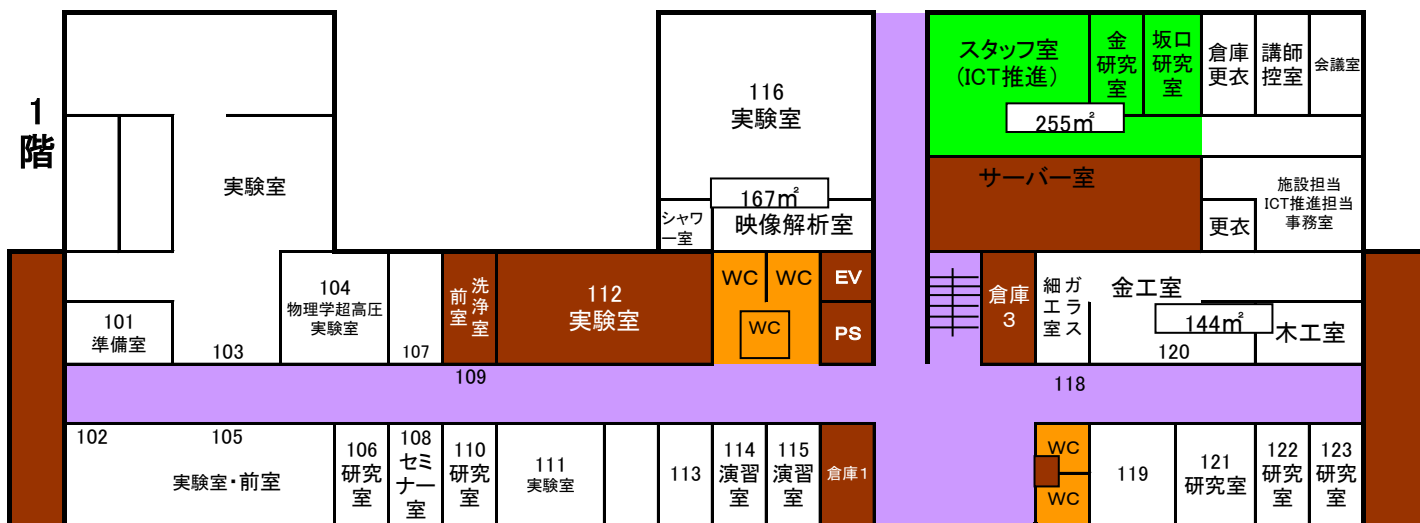 1
階
実験室
101
準備室
103
104
物理学超高圧
実験室
107
前室
洗浄室
112
実験室
116
実験室
167㎡
シャワ
ー室
映像解析室
WC
WC
WC
EV
PS
スタッフ室
(ICT推進)
金
研究
室
坂口
研究
室
倉庫
更衣
講師
控室
会議室
255㎡
サーバー室
施設担当
ICT推進担当
事務室
更衣
倉庫
3
ガラス
細工室
金工室
144㎡
120
木工室
109
118
102
105
実験室・前室
106
研究
室
108
セミ
ナー
室
110
研究
室
111
実験室
113
114
演習
室
115
演習
室
倉庫1
WC
WC
119
121
研究室
122
研究
室
123
研究
室